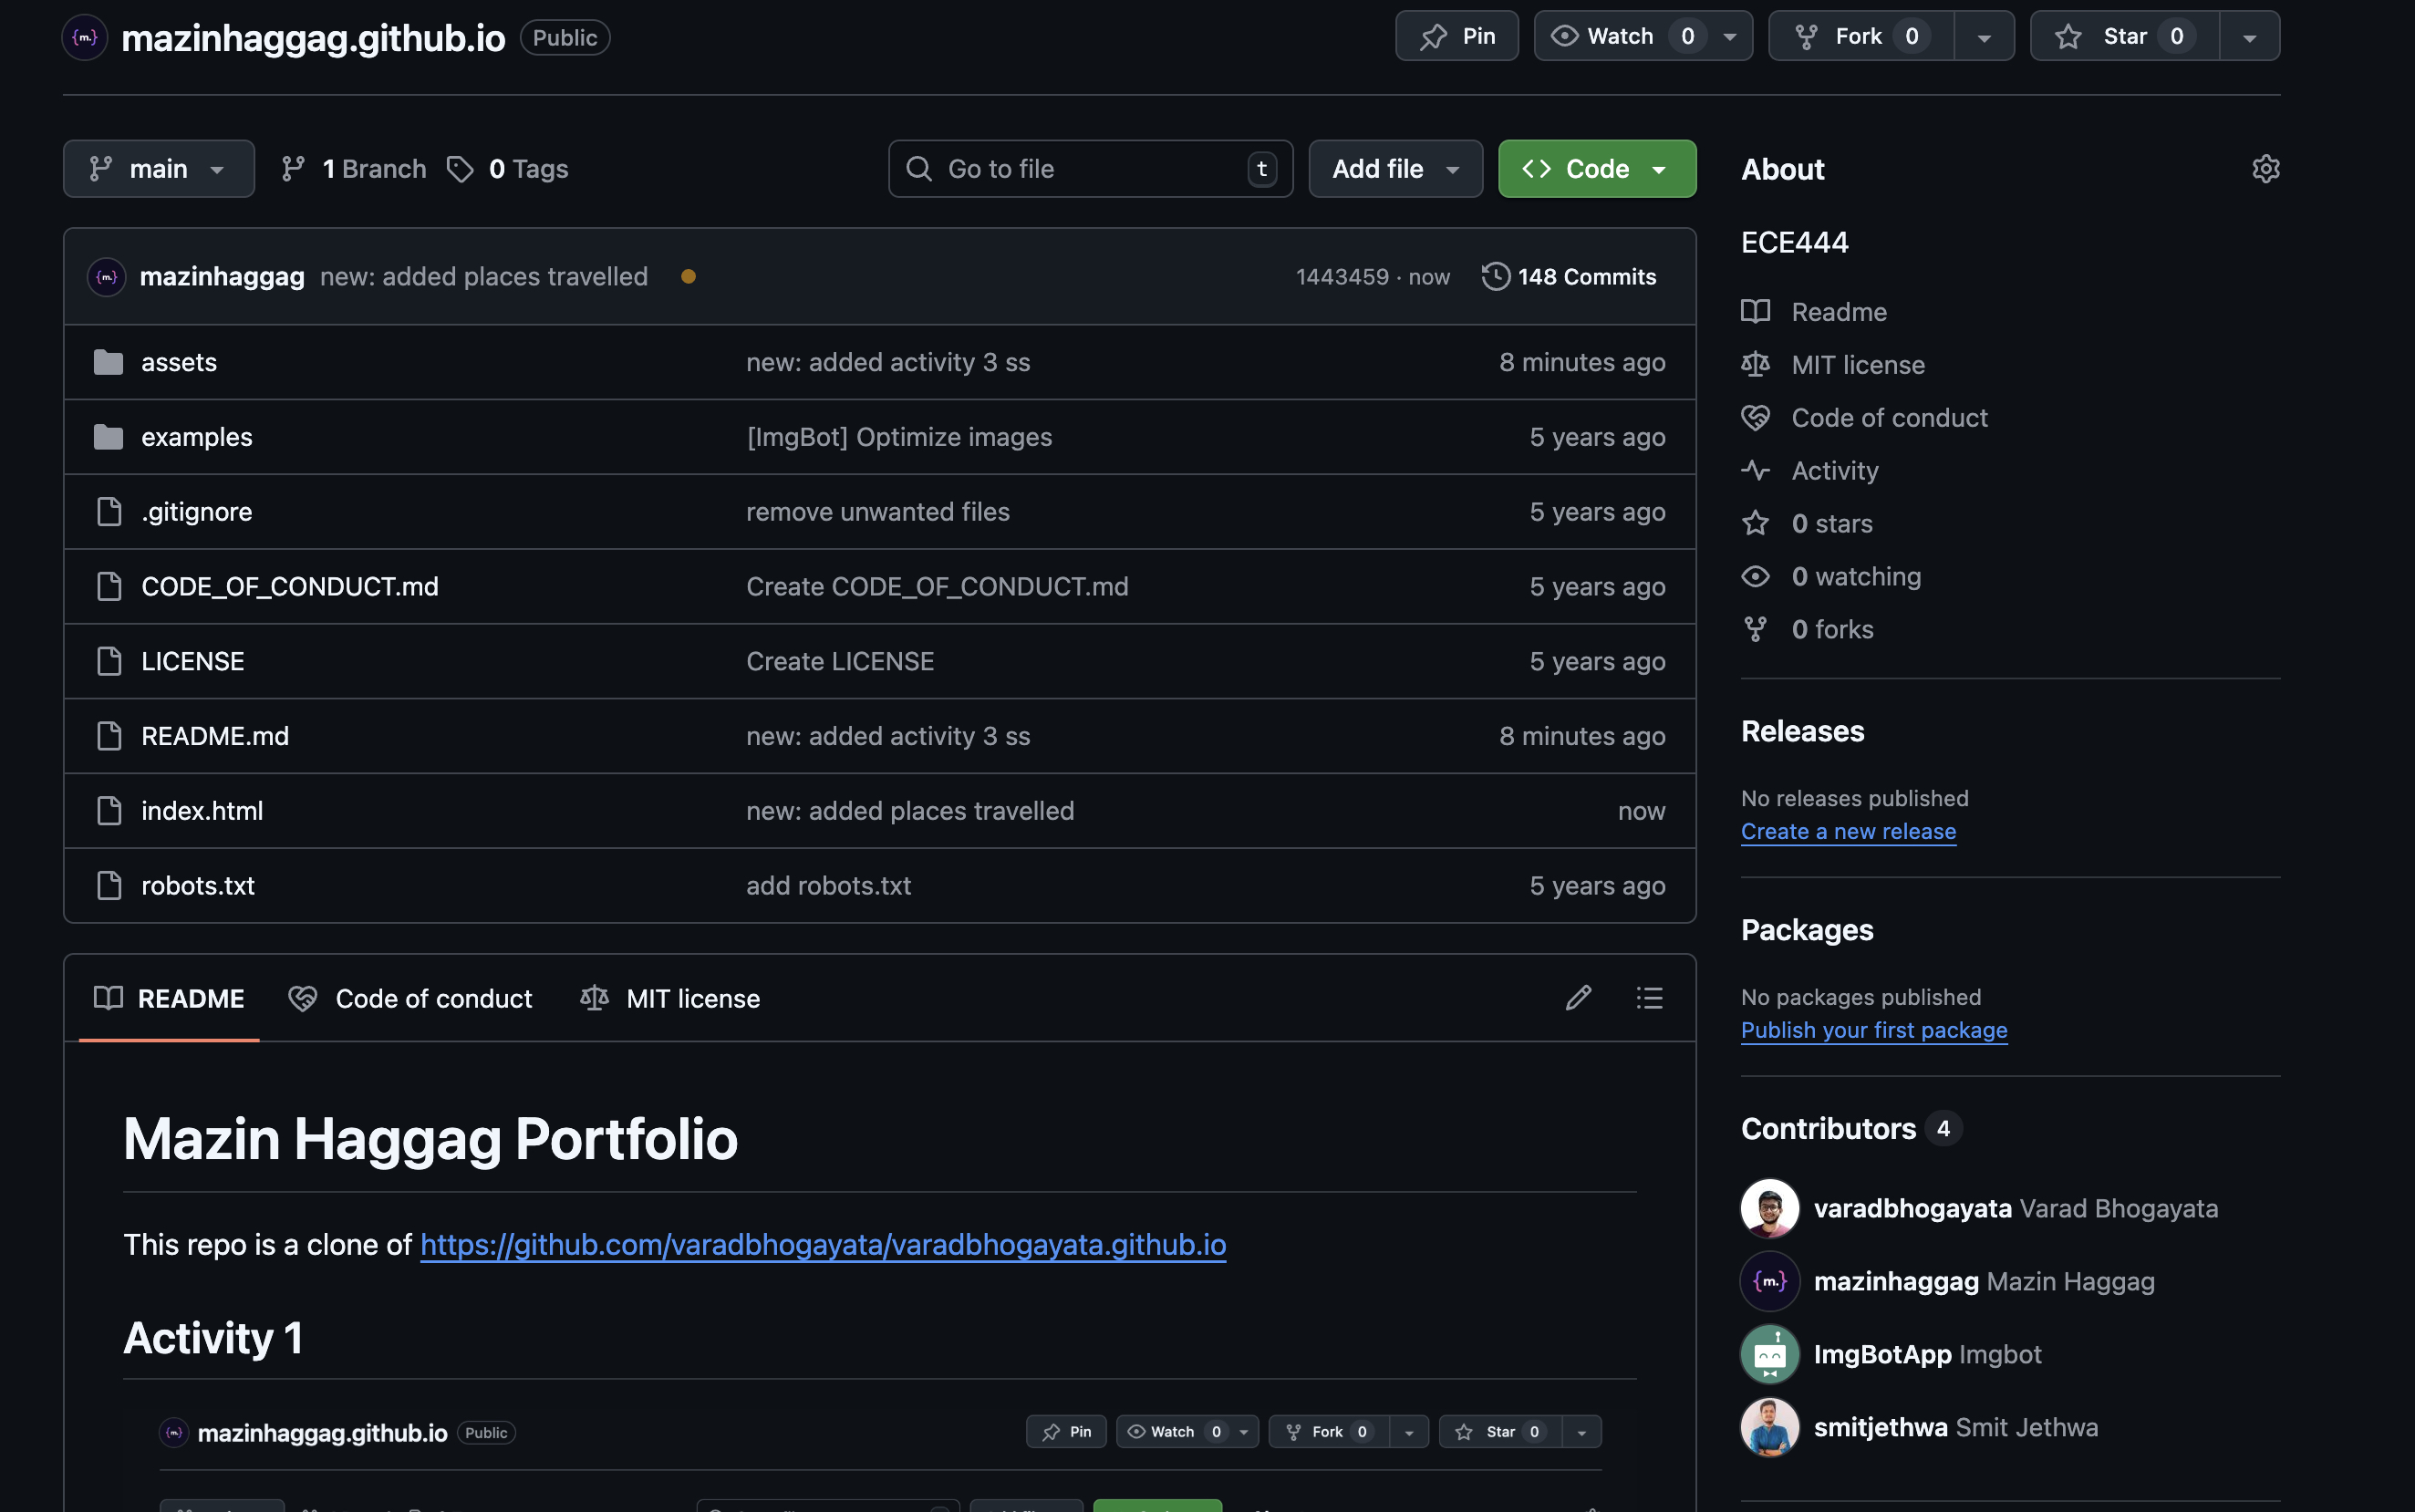 {m.} mazinhaggag.github.io Public Pin Watch 0 Fork 0 Star 0
main 1 Branch 0 Tags Go to file t Add file Code
{m.} mazinhaggag new: added places travelled 1443459 · now 148 Commits
assets new: added activity 3 ss 8 minutes ago
examples [ImgBot] Optimize images 5 years ago
.gitignore remove unwanted files 5 years ago
CODE_OF_CONDUCT.md Create CODE_OF_CONDUCT.md 5 years ago
LICENSE Create LICENSE 5 years ago
README.md new: added activity 3 ss 8 minutes ago
index.html new: added places travelled now
robots.txt add robots.txt 5 years ago
README Code of conduct MIT license
Mazin Haggag Portfolio
This repo is a clone of https://github.com/varadbhogayata/varadbhogayata.github.io
Activity 1
{m.} mazinhaggag.github.io Public Pin Watch 0 Fork 0 Star 0
About
ECE444
Readme
MIT license
Code of conduct
Activity
0 stars
0 watching
0 forks
Releases
No releases published
Create a new release
Packages
No packages published
Publish your first package
Contributors 4
varadbhogayata Varad Bhogayata
{m.} mazinhaggag Mazin Haggag
ImgBotApp Imgbot
smitjethwa Smit Jethwa